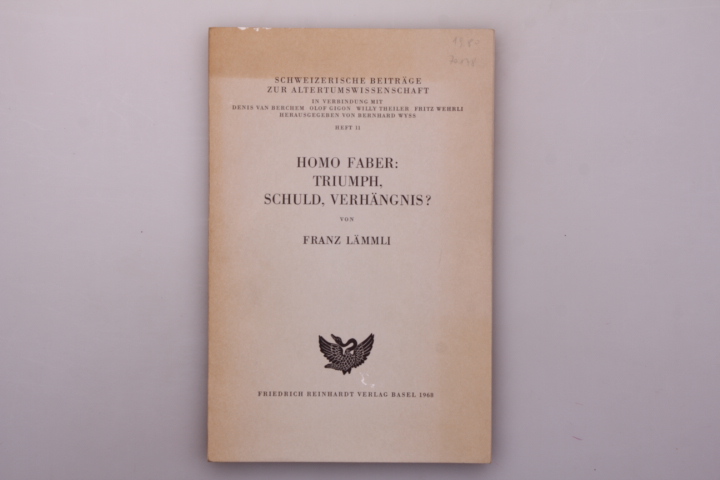 SCHWEIZERISCHE BEITRÄGE
ZUR ALTERTUMSWISSENSCHAFT
IN VERBINDUNG MIT
DENIS VAN BERCHEM OLOF GIGON WILLY THEILER FRITZ WEHRLI
HERAUSGEGEBEN VON BERNHARD WYSS
HEFT 11
HOMO FABER:
TRIUMPH,
SCHULD, VERHÄNGNIS?
VON
FRANZ LÄMMLI
FRIEDRICH REINHARDT VERLAG BASEL 1968